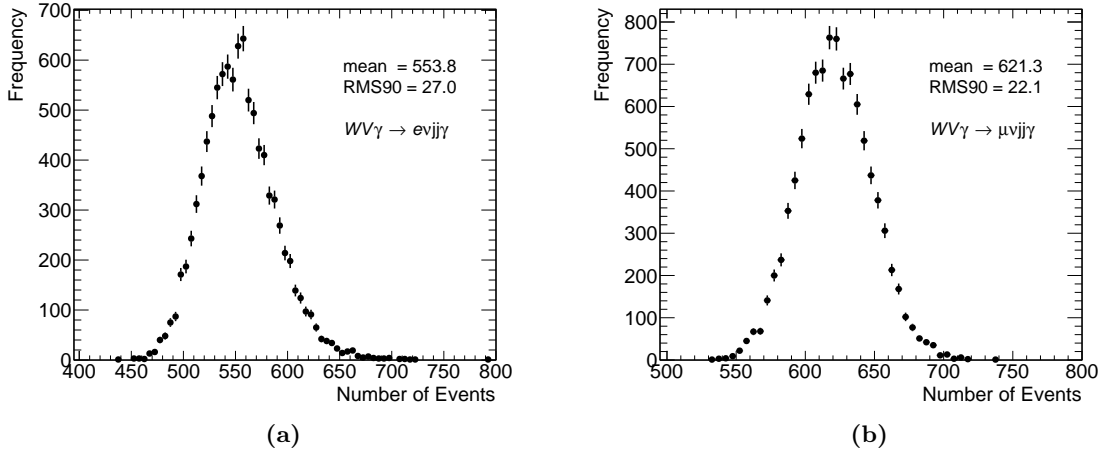 Frequency
700
600
500
400
300
200
100
0
400 450 500 550 600 650 700 750 800
Number of Events
mean = 553.8
RMS90 = 27.0
WVγ → eνjjγ
(a)
Frequency
800
700
600
500
400
300
200
100
0
500 550 600 650 700 750 800
Number of Events
mean = 621.3
RMS90 = 22.1
WVγ → μνjjγ
(b)